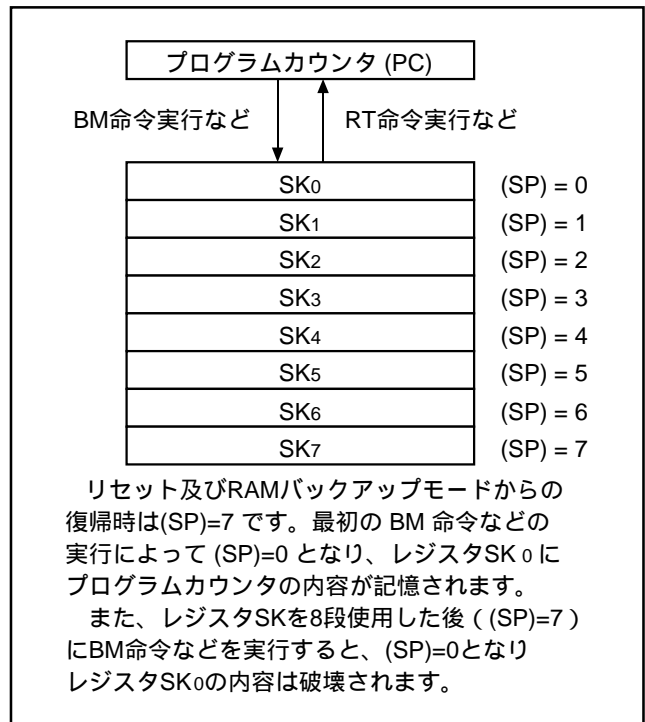 プログラムカウンタ (PC)
BM命令実行など RT命令実行など
SK0 (SP) = 0
SK1 (SP) = 1
SK2 (SP) = 2
SK3 (SP) = 3
SK4 (SP) = 4
SK5 (SP) = 5
SK6 (SP) = 6
SK7 (SP) = 7
リセット及びRAMバックアップモードからの
復帰時は(SP)=7 です。最初の BM 命令などの
実行によって (SP)=0 となり、レジスタSK 0 に
プログラムカウンタの内容が記憶されます。
また、レジスタSKを8段使用した後 ( (SP)=7 )
にBM命令などを実行すると、(SP)=0となり
レジスタSK0の内容は破壊されます。